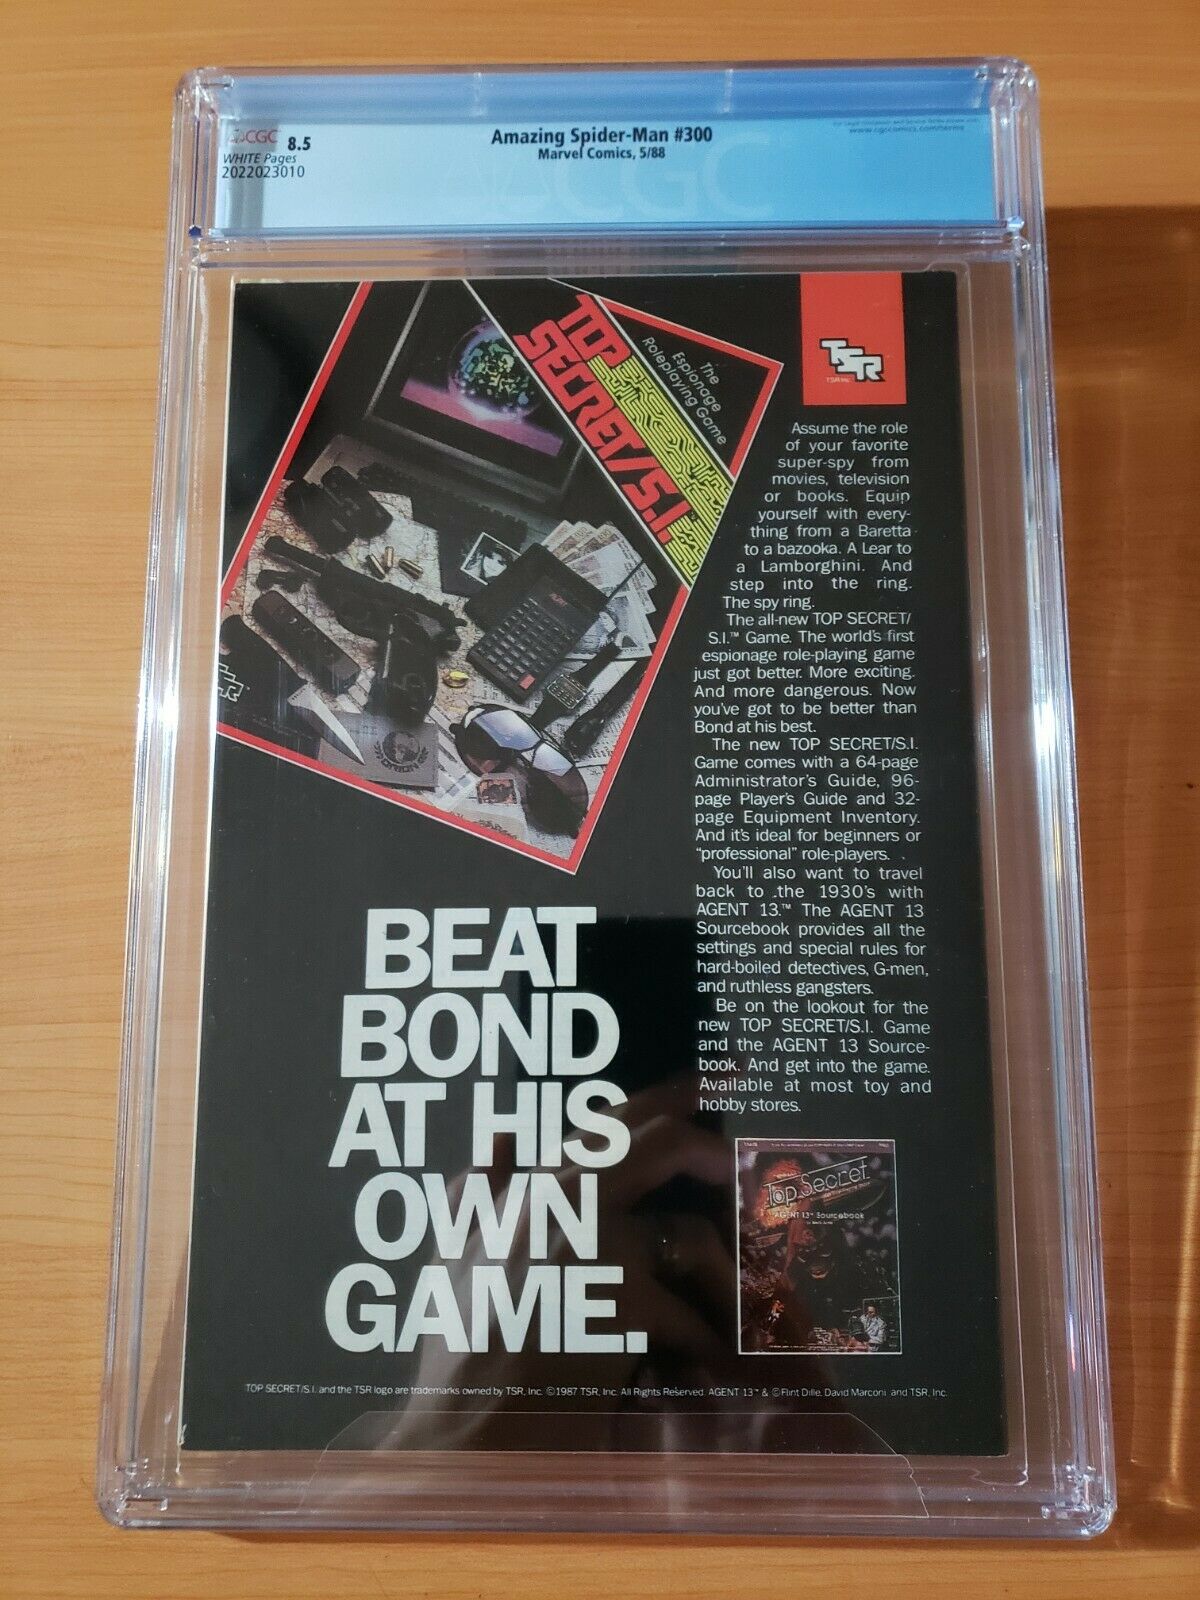 CGC 8.5
WHITE Pages
2022023010
Amazing Spider-Man #300
Marvel Comics, 5/88
www.cgccomics.com/terms
CGC
TOP
SECRET/S.I.
The
Espionage
Roleplaying Game
TSR
TSR Inc.
Assume the role
of your favorite
super-spy from
movies, television
or books. Equip
yourself with every-
thing from a Baretta
to a bazooka. A Lear to
a Lamborghini. And
step into the ring.
The spy ring.
The all-new TOP SECRET/
S.I.™ Game. The world's first
espionage role-playing game
just got better. More exciting.
And more dangerous. Now
you've got to be better than
Bond at his best.
The new TOP SECRET/S.I.
Game comes with a 64-page
Administrator's Guide, 96-
page Player's Guide and 32-
page Equipment Inventory.
And it's ideal for beginners or
"professional" role-players.
You'll also want to travel
back to the 1930's with
AGENT 13.™ The AGENT 13
Sourcebook provides all the
settings and special rules for
hard-boiled detectives, G-men,
and ruthless gangsters.
Be on the lookout for the
new TOP SECRET/S.I. Game
and the AGENT 13 Source-
book. And get into the game.
Available at most toy and
hobby stores.
ORION
BEAT
BOND
AT HIS
OWN
GAME.
Top Secret
AGENT 13™ Sourcebook
TOP SECRET/S.I. and the TSR logo are trademarks owned by TSR, Inc. ©1987 TSR, Inc. All Rights Reserved. AGENT 13™ & ©Flint Dille, David Marconi and TSR, Inc.